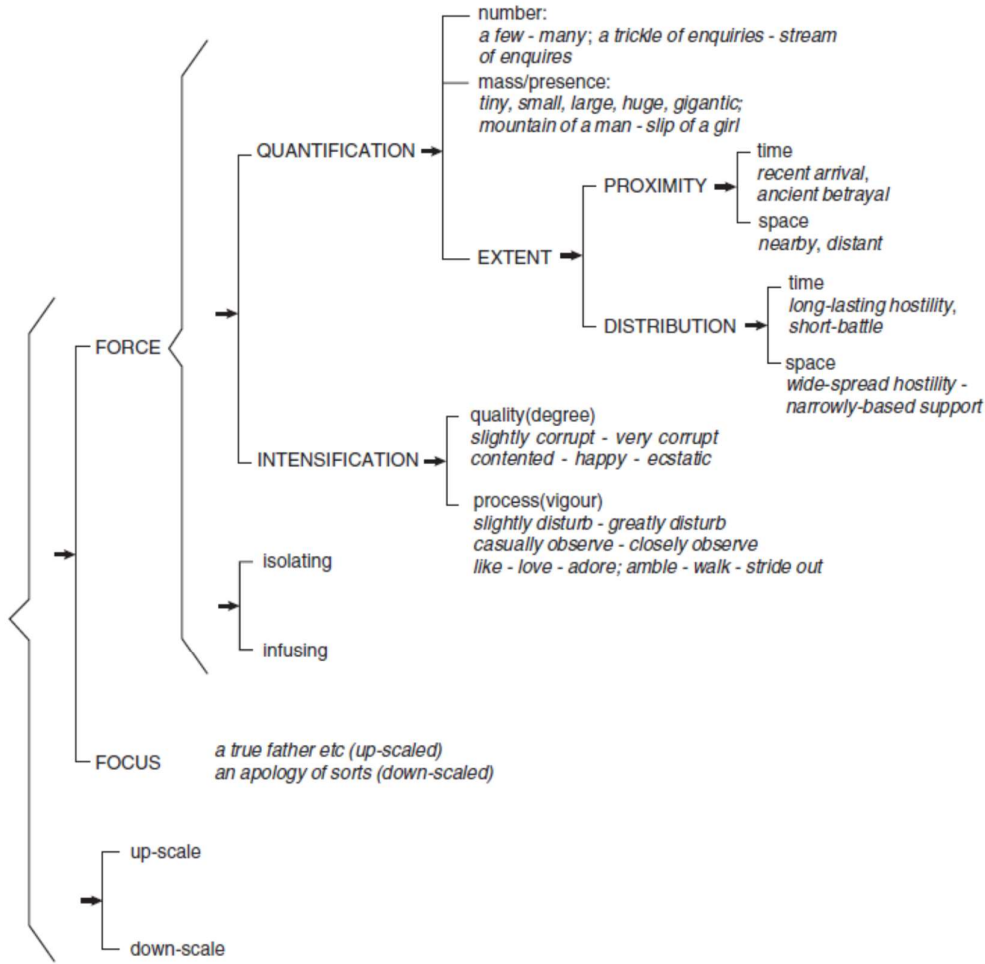 number:
a few - many; a trickle of enquiries - stream
of enquires
mass/presence:
tiny, small, large, huge, gigantic;
mountain of a man - slip of a girl
QUANTIFICATION
time
recent arrival,
ancient betrayal
PROXIMITY
space
nearby, distant
EXTENT
time
long-lasting hostility,
short-battle
DISTRIBUTION
space
wide-spread hostility -
narrowly-based support
FORCE
quality(degree)
slightly corrupt - very corrupt
contented - happy - ecstatic
INTENSIFICATION
process(vigour)
slightly disturb - greatly disturb
casually observe - closely observe
like - love - adore; amble - walk - stride out
isolating
infusing
FOCUS
a true father etc (up-scaled)
an apology of sorts (down-scaled)
up-scale
down-scale